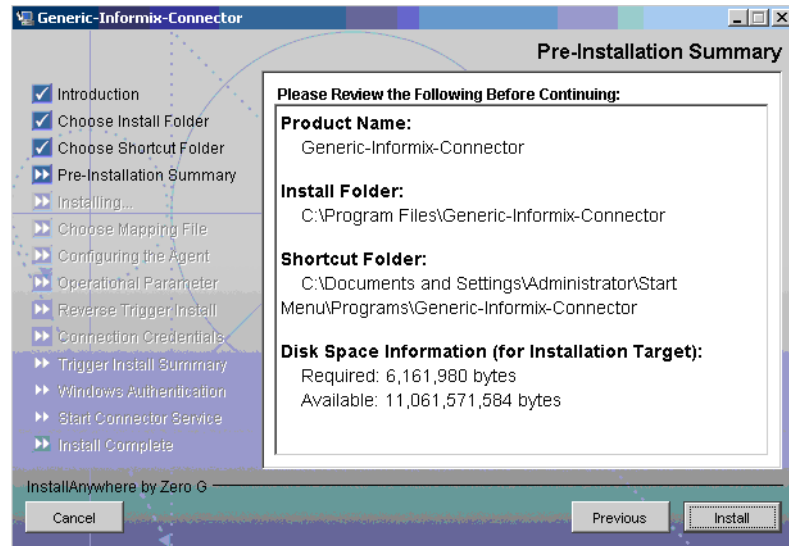 Generic-Informix-Connector
Pre-Installation Summary
Introduction
Choose Install Folder
Choose Shortcut Folder
Pre-Installation Summary
Installing...
Choose Mapping File
Configuring the Agent
Operational Parameter
Reverse Trigger Install
Connection Credentials
Trigger Install Summary
Windows Authentication
Start Connector Service
Install Complete
Please Review the Following Before Continuing:
Product Name:
Generic-Informix-Connector
Install Folder:
C:\Program Files\Generic-Informix-Connector
Shortcut Folder:
C:\Documents and Settings\Administrator\Start
Menu\Programs\Generic-Informix-Connector
Disk Space Information (for Installation Target):
Required: 6,161,980 bytes
Available: 11,061,571,584 bytes
InstallAnywhere by Zero G
Cancel
Previous
Install